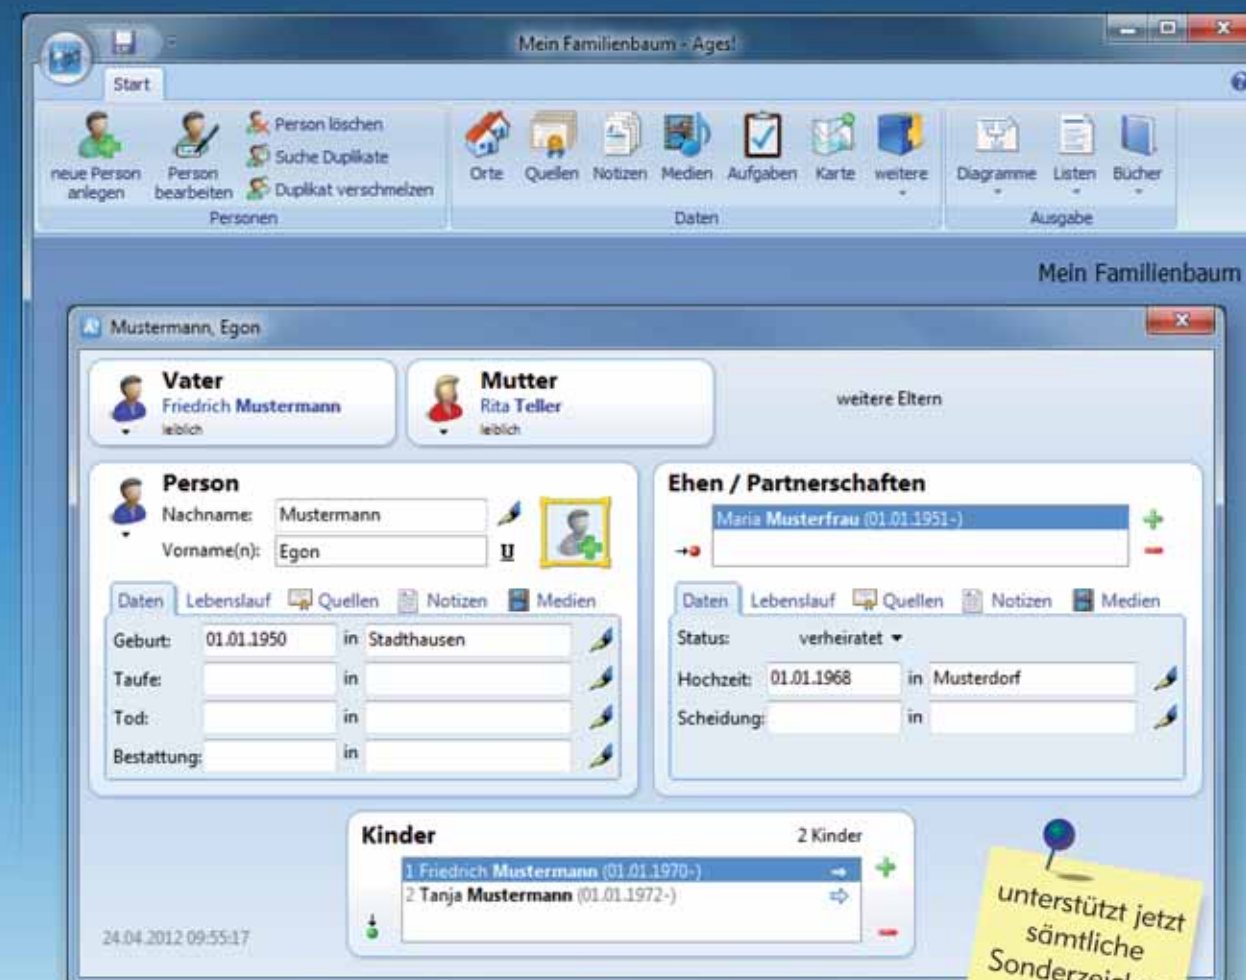 Mein Familienbaum - Ages!
Start
neue Person anlegen
Person bearbeiten
Person löschen
Suche Duplikate
Duplikat verschmelzen
Personen
Orte
Quellen
Notizen
Medien
Aufgaben
Karte
weitere
Daten
Diagramme
Listen
Bücher
Ausgabe
Mein Familienbaum
Mustermann, Egon
Vater
Friedrich Mustermann
leiblich
Mutter
Rita Teller
leiblich
weitere Eltern
Person
Nachname: Mustermann
Vorname(n): Egon U
Daten Lebenslauf Quellen Notizen Medien
Geburt: 01.01.1950 in Stadthausen
Taufe: in
Tod: in
Bestattung: in
Ehen / Partnerschaften
Maria Musterfrau (01.01.1951-)
Daten Lebenslauf Quellen Notizen Medien
Status: verheiratet
Hochzeit: 01.01.1968 in Musterdorf
Scheidung: in
Kinder 2 Kinder
1 Friedrich Mustermann (01.01.1970-)
2 Tanja Mustermann (01.01.1972-)
24.04.2012 09:55:17
unterstützt jetzt
sämtliche